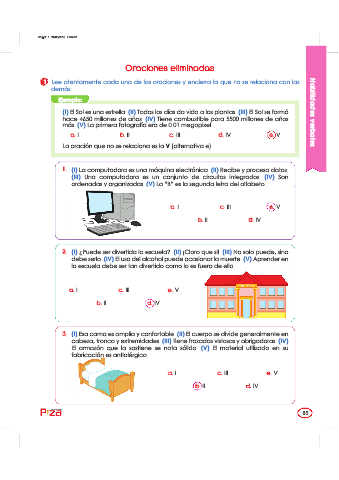 Oraciones eliminadas
1 Lee atentamente cada una de las oraciones y encierra la que no se relaciona con las
demás.
Ejemplo:
(I) El Sol es una estrella (II) Todos los días da vida a las plantas (III) El Sol se formó
hace 4650 millones de años (IV) Tiene combustible para 5500 millones de años
más (V) La primera fotografía era de 0.01 megapixel
a. I b. II c. III d. IV e. V
La oración que no se relaciona es la V (alternativa e)
1. (I) La computadora es una máquina electrónica (II) Recibe y procesa datos
(III) Una computadora es un conjunto de circuitos integrados (IV) Son
ordenadas y organizadas (V) La "B" es la segunda letra del alfabeto
a. I c. III e. V
b. II d. IV
2. (I) ¿Puede ser divertida la escuela? (II) ¡Claro que sí! (III) No solo puede, sino
debe serlo (IV) El uso del alcohol puede ocasionar la muerte (V) Aprender en
la escuela debe ser tan divertido como lo es fuera de ella
a. I c. III e. V
b. II d. IV
3. (I) Esa cama es amplia y confortable (II) El cuerpo se divide generalmente en
cabeza, tronco y extremidades (III) Tiene frazadas vistosas y abrigadoras (IV)
El armazón que la sostiene se nota sólido (V) El material utilizado en su
fabricación es antialérgico
a. I c. III e. V
b. II d. IV
Habilidades verbales
85